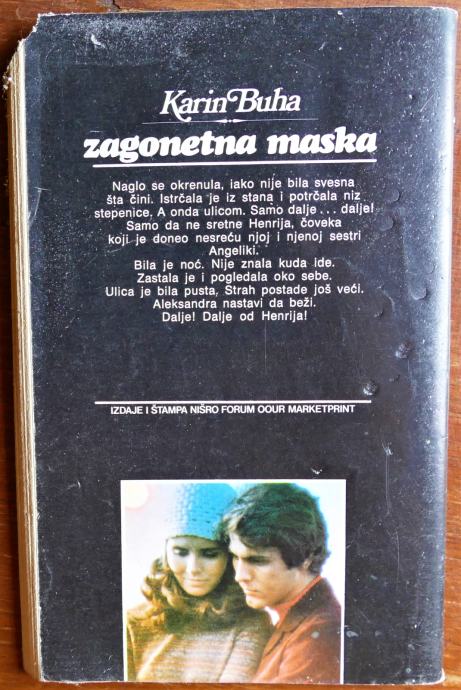 Karin Buha
zagonetna maska
Naglo se okrenula, iako nije bila svesna
šta čini. Istrčala je iz stana i potrčala niz
stepenice. A onda ulicom. Samo dalje . . . dalje!
Samo da ne sretne Henrija, čoveka
koji je doneo nesreću njoj i njenoj sestri
Angeliki.
Bila je noć. Nije znala kuda ide.
Zastala je i pogledala oko sebe.
Ulica je bila pusta, Strah postade još veći.
Aleksandra nastavi da beži.
Dalje! Dalje od Henrija!
IZDAJE I ŠTAMPA NIŠRO FORUM OOUR MARKETPRINT